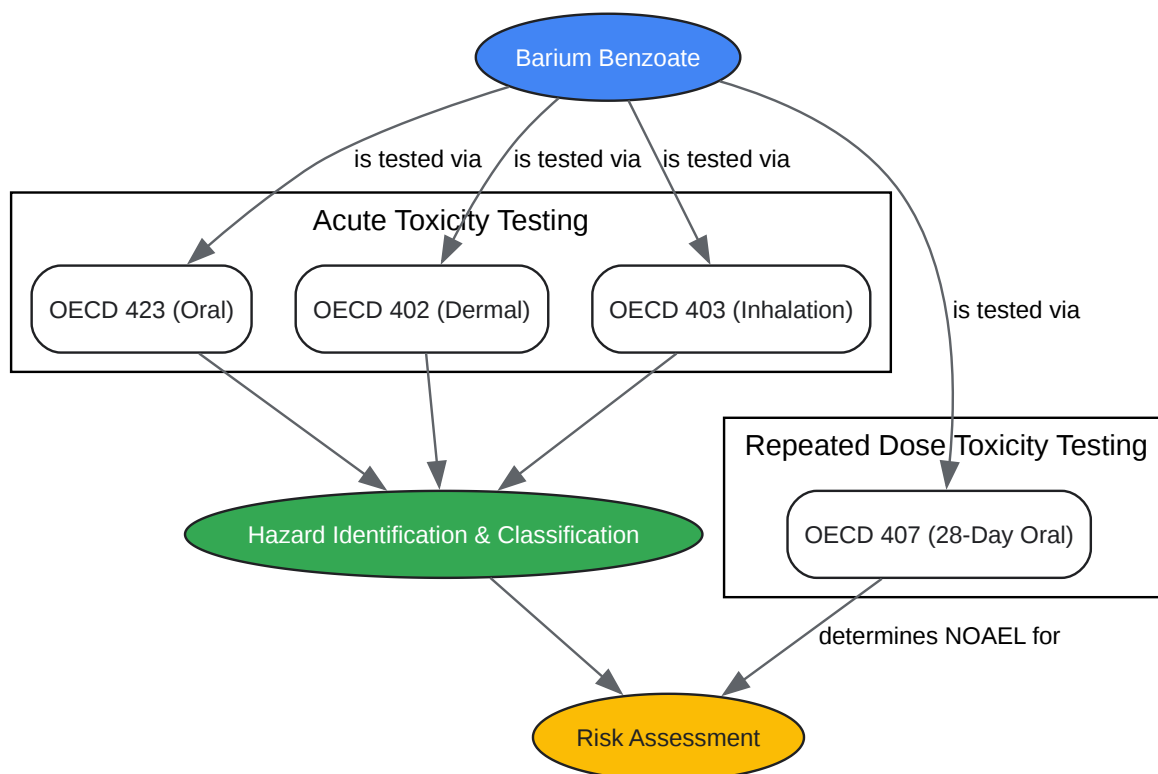 Barium Benzoate
is tested via
is tested via
is tested via
Acute Toxicity Testing
OECD 423 (Oral)
OECD 402 (Dermal)
OECD 403 (Inhalation)
is tested via
Repeated Dose Toxicity Testing
Hazard Identification & Classification
OECD 407 (28-Day Oral)
determines NOAEL for
Risk Assessment